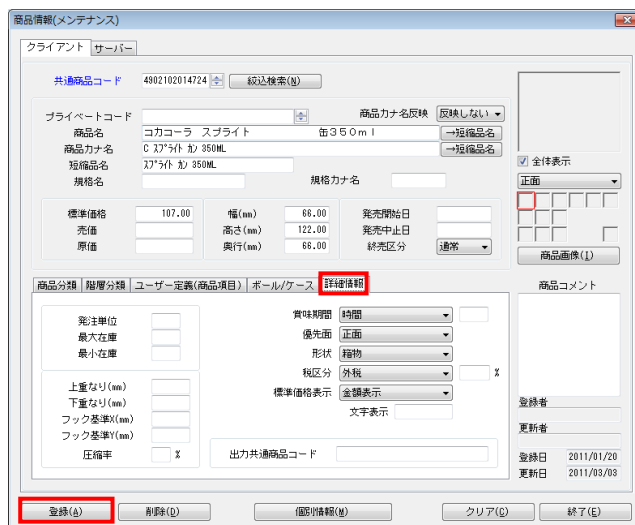 商品情報(メンテナンス)
クライアント サーバー
共通商品コード 4902102014724 絞込検索(N)
プライベートコード 商品カナ名反映 反映しない
商品名 コカコーラ スプライト 缶350ml →短縮品名
商品カナ名 C スプライト カン 350ML →短縮品名
短縮品名 スプライト カン 350ML
規格名 規格カナ名
全体表示
正面
標準価格 107.00 幅(mm) 66.00 発売開始日
売価 高さ(mm) 122.00 発売中止日
原価 奥行(mm) 66.00 終売区分 通常
商品画像(I)
商品分類 階層分類 ユーザー定義(商品項目) ボール/ケース 詳細情報
商品コメント
発注単位 賞味期間 時間
最大在庫 優先面 正面
最小在庫 形状 箱物
税区分 外税 %
上重なり(mm) 標準価格表示 金額表示
下重なり(mm) 文字表示
フック基準X(mm)
フック基準Y(mm)
圧縮率 % 出力共通商品コード
登録者
更新者
登録日 2011/01/20
更新日 2011/03/03
登録(A) 削除(D) 個別情報(M) クリア(C) 終了(E)